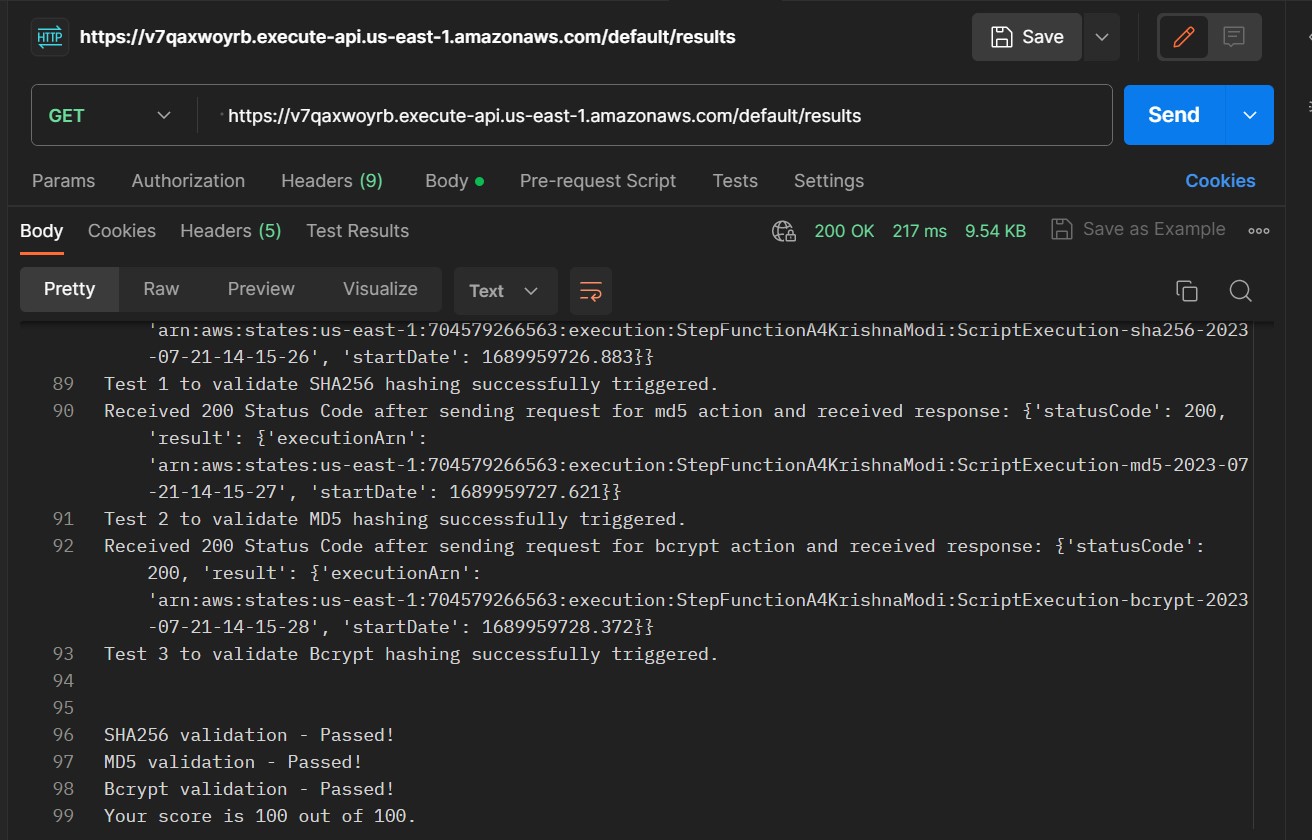 HTTP https://v7qaxwoyrb.execute-api.us-east-1.amazonaws.com/default/results Save
GET https://v7qaxwoyrb.execute-api.us-east-1.amazonaws.com/default/results Send
Params Authorization Headers (9) Body Pre-request Script Tests Settings Cookies
Body Cookies Headers (5) Test Results 200 OK 217 ms 9.54 KB Save as Example
Pretty Raw Preview Visualize Text
'arn:aws:states:us-east-1:704579266563:execution:StepFunctionA4KrishnaModi:ScriptExecution-sha256-2023
-07-21-14-15-26', 'startDate': 1689959726.883}}
89 Test 1 to validate SHA256 hashing successfully triggered.
90 Received 200 Status Code after sending request for md5 action and received response: {'statusCode': 200,
'result': {'executionArn':
'arn:aws:states:us-east-1:704579266563:execution:StepFunctionA4KrishnaModi:ScriptExecution-md5-2023-07
-21-14-15-27', 'startDate': 1689959727.621}}
91 Test 2 to validate MD5 hashing successfully triggered.
92 Received 200 Status Code after sending request for bcrypt action and received response: {'statusCode':
200, 'result': {'executionArn':
'arn:aws:states:us-east-1:704579266563:execution:StepFunctionA4KrishnaModi:ScriptExecution-bcrypt-2023
-07-21-14-15-28', 'startDate': 1689959728.372}}
93 Test 3 to validate Bcrypt hashing successfully triggered.
94
95
96 SHA256 validation - Passed!
97 MD5 validation - Passed!
98 Bcrypt validation - Passed!
99 Your score is 100 out of 100.